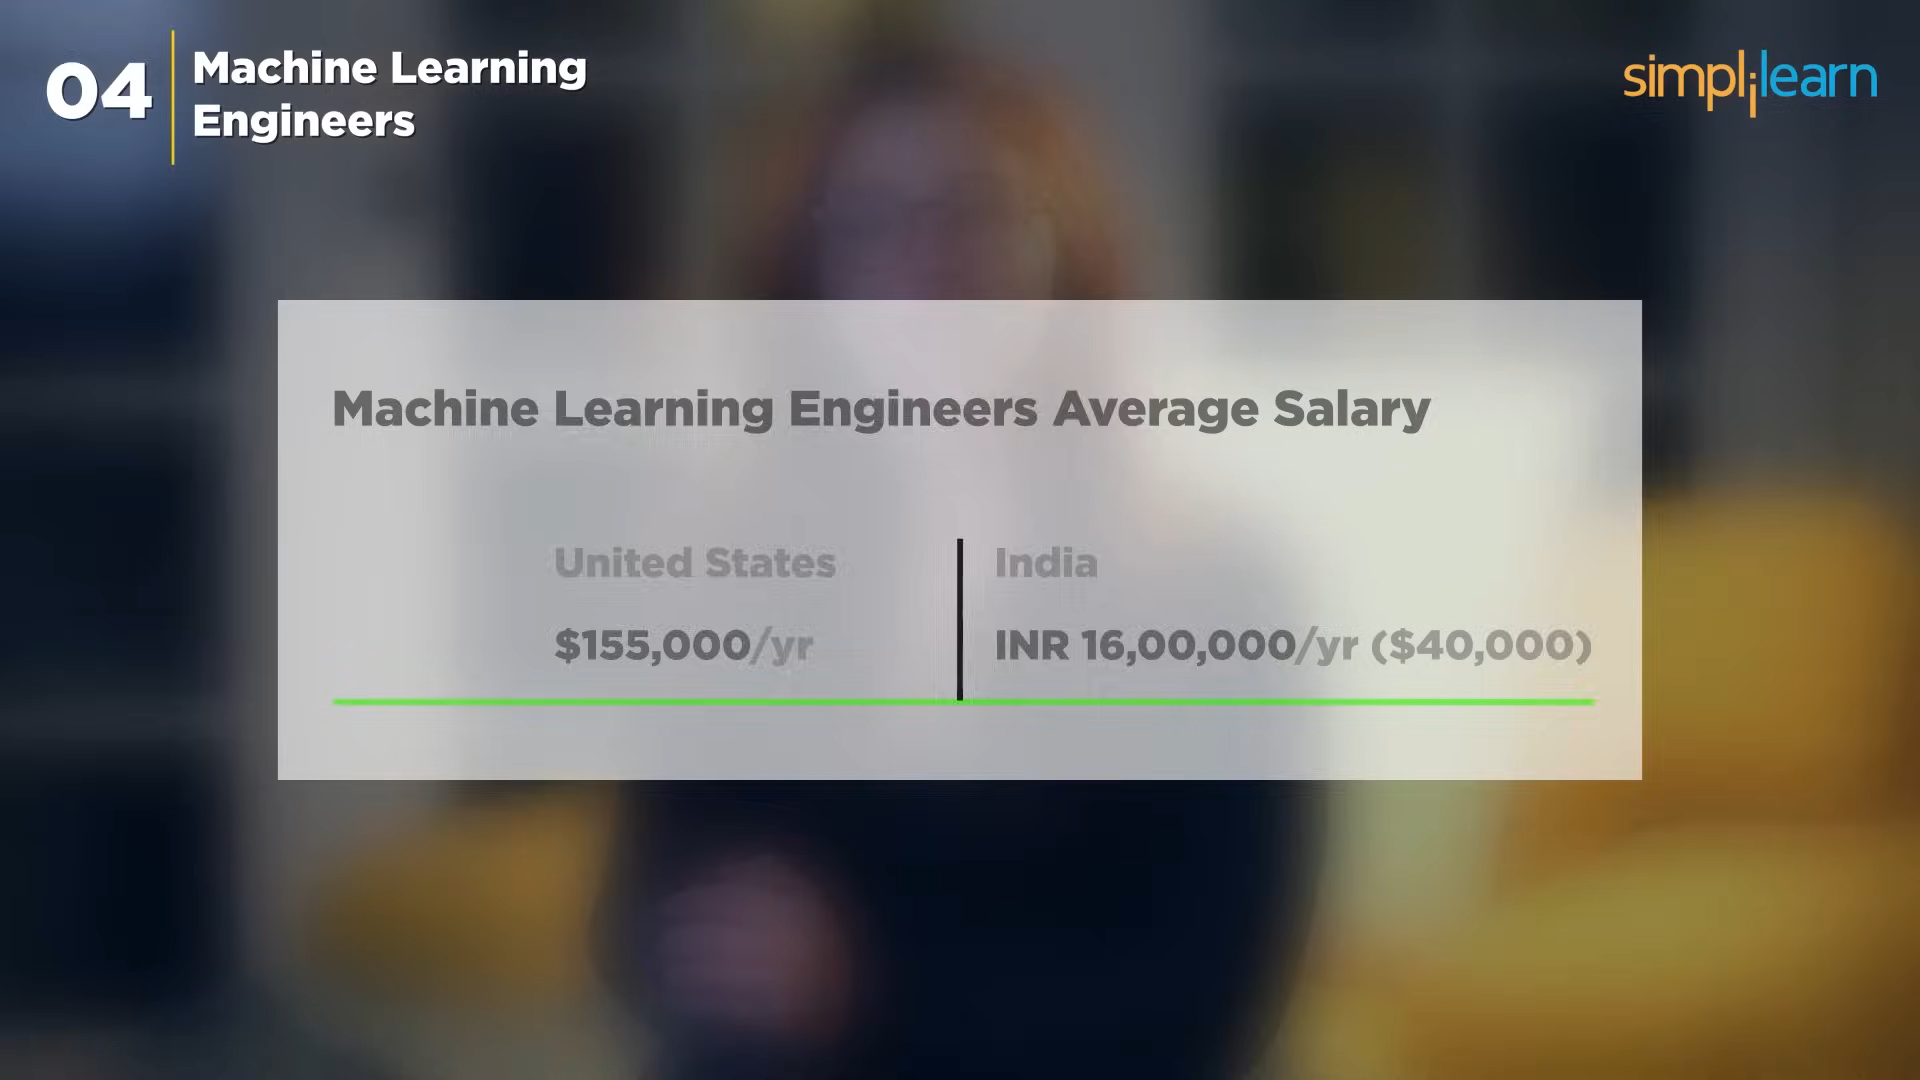 04
Machine Learning
Engineers
simplilearn
Machine Learning Engineers Average Salary
United States
India
$155,000/yr
INR 16,00,000/yr ($40,000)